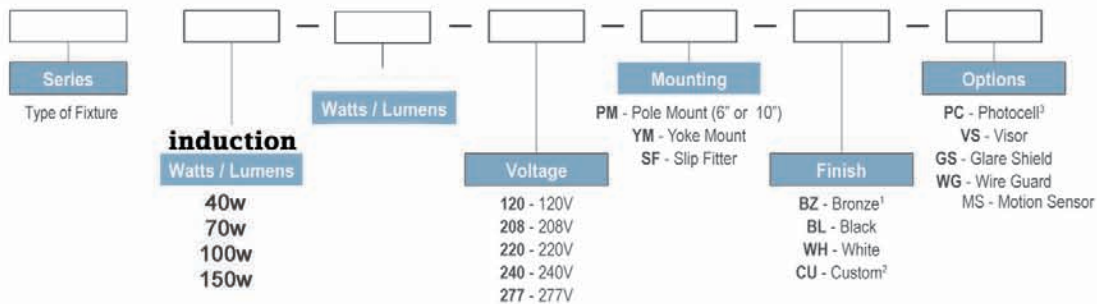 Series
Type of Fixture
induction
Watts / Lumens
40w
70w
100w
150w
Watts / Lumens
Voltage
120 - 120V
208 - 208V
220 - 220V
240 - 240V
277 - 277V
Mounting
PM - Pole Mount (6” or 10”)
YM - Yoke Mount
SF - Slip Fitter
Finish
BZ - Bronze¹
BL - Black
WH - White
CU - Custom²
Options
PC - Photocell³
VS - Visor
GS - Glare Shield
WG - Wire Guard
MS - Motion Sensor